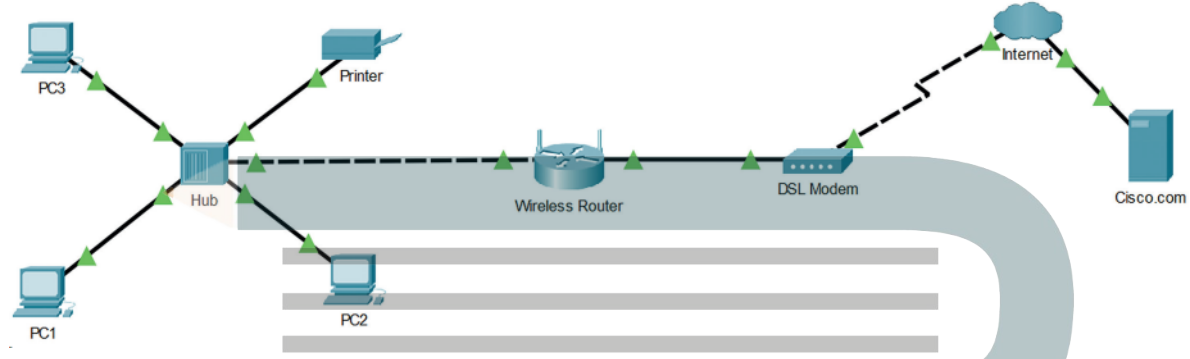 PC3
Printer
Internet
Hub
Wireless Router
DSL Modem
Cisco.com
PC1
PC2